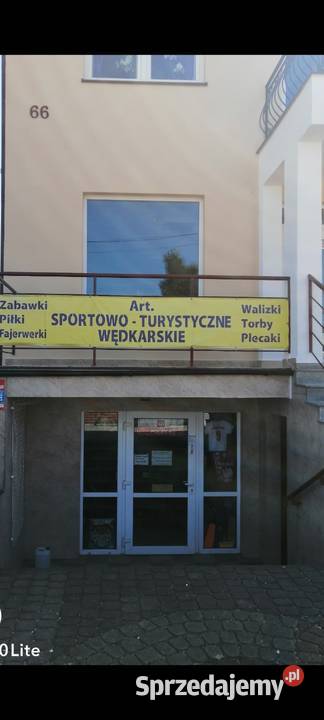 66
Zabawki
Piłki
Fajerwerki
Art.
SPORTOWO - TURYSTYCZNE
WĘDKARSKIE
Walizki
Torby
Plecaki
0 Lite
Sprzedajemy.pl